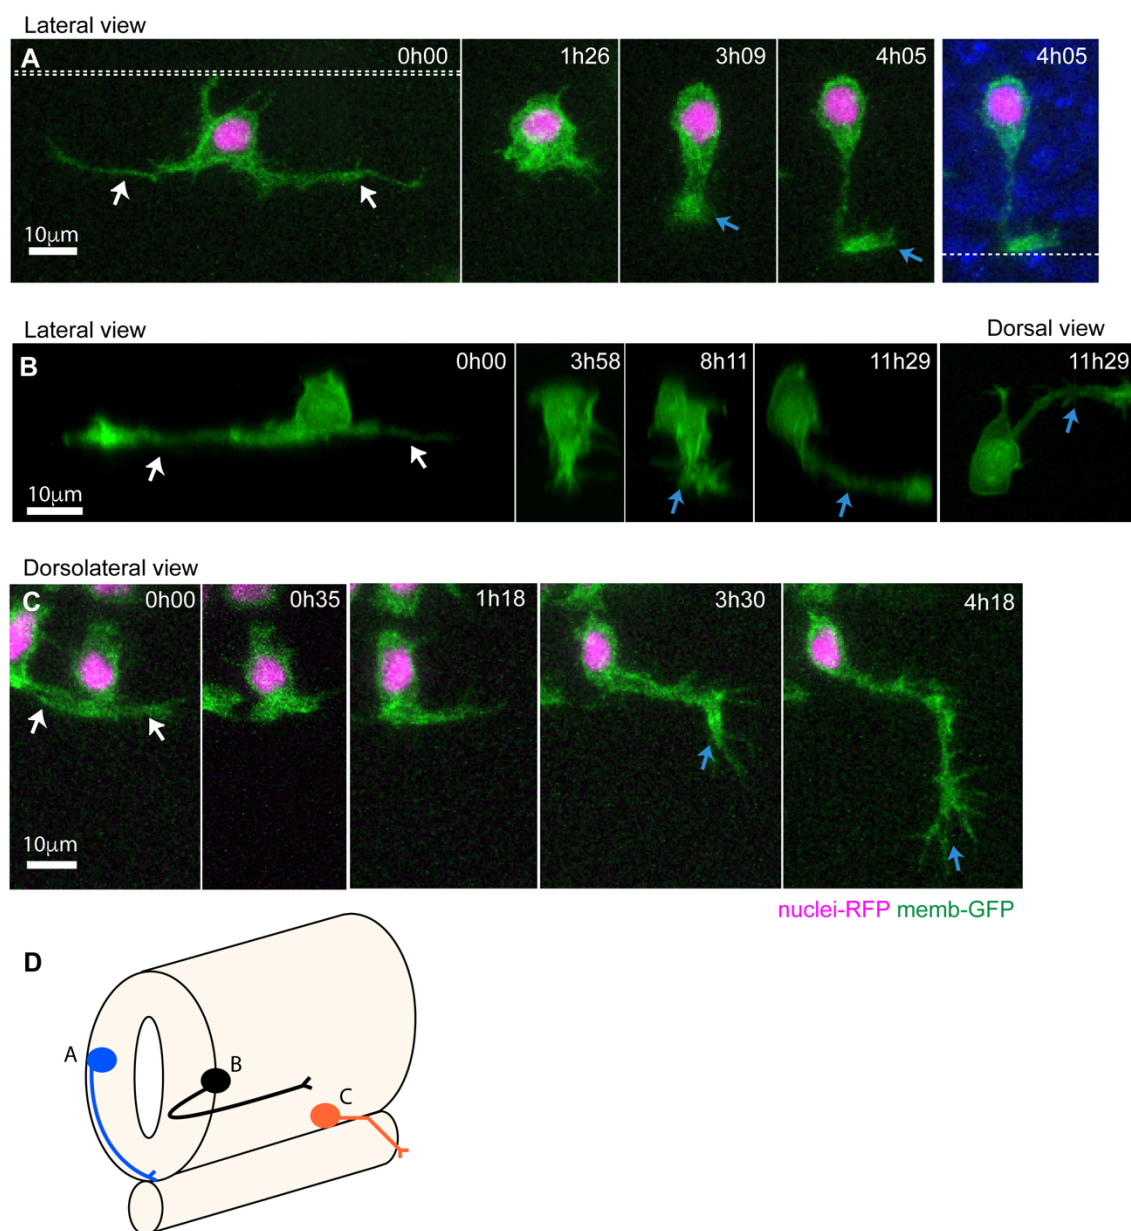 Lateral view
A 0h00 1h26 3h09 4h05 4h05
10μm
Lateral view Dorsal view
B 0h00 3h58 8h11 11h29 11h29
10μm
Dorsolateral view
C 0h00 0h35 1h18 3h30 4h18
10μm
nuclei-RFP memb-GFP
D
A
B
C